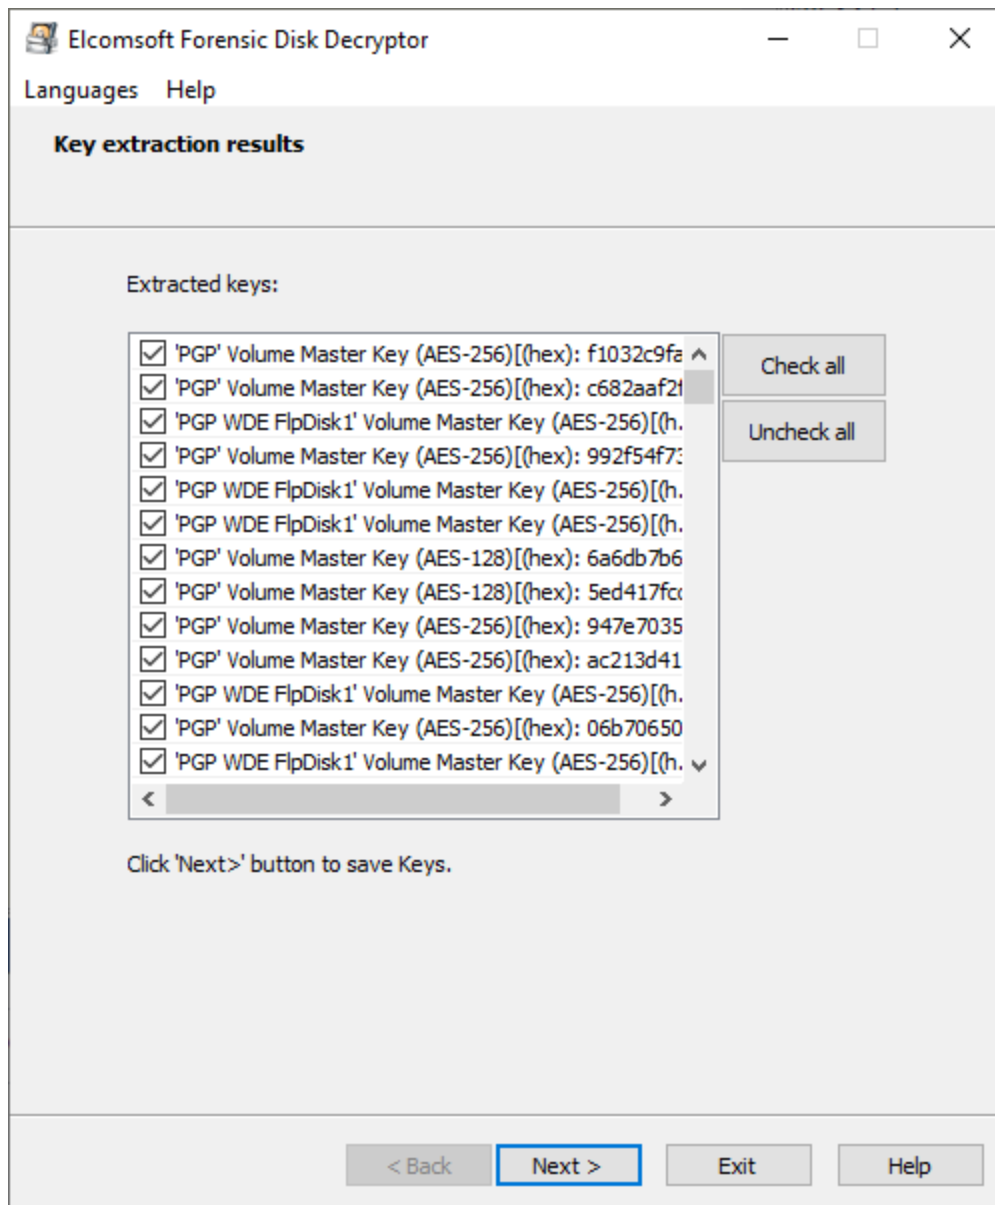 Elcomsoft Forensic Disk Decryptor
Languages Help
Key extraction results
Extracted keys:
'PGP' Volume Master Key (AES-256)[(hex): f1032c9fa
'PGP' Volume Master Key (AES-256)[(hex): c682aaf2f
'PGP WDE FlpDisk1' Volume Master Key (AES-256)[(h.
'PGP' Volume Master Key (AES-256)[(hex): 992f54f73
'PGP WDE FlpDisk1' Volume Master Key (AES-256)[(h.
'PGP WDE FlpDisk1' Volume Master Key (AES-256)[(h.
'PGP' Volume Master Key (AES-128)[(hex): 6a6db7b6
'PGP' Volume Master Key (AES-128)[(hex): 5ed417fcc
'PGP' Volume Master Key (AES-256)[(hex): 947e7035
'PGP' Volume Master Key (AES-256)[(hex): ac213d41
'PGP WDE FlpDisk1' Volume Master Key (AES-256)[(h.
'PGP' Volume Master Key (AES-256)[(hex): 06b70650
'PGP WDE FlpDisk1' Volume Master Key (AES-256)[(h.
Check all
Uncheck all
Click 'Next>' button to save Keys.
< Back Next > Exit Help